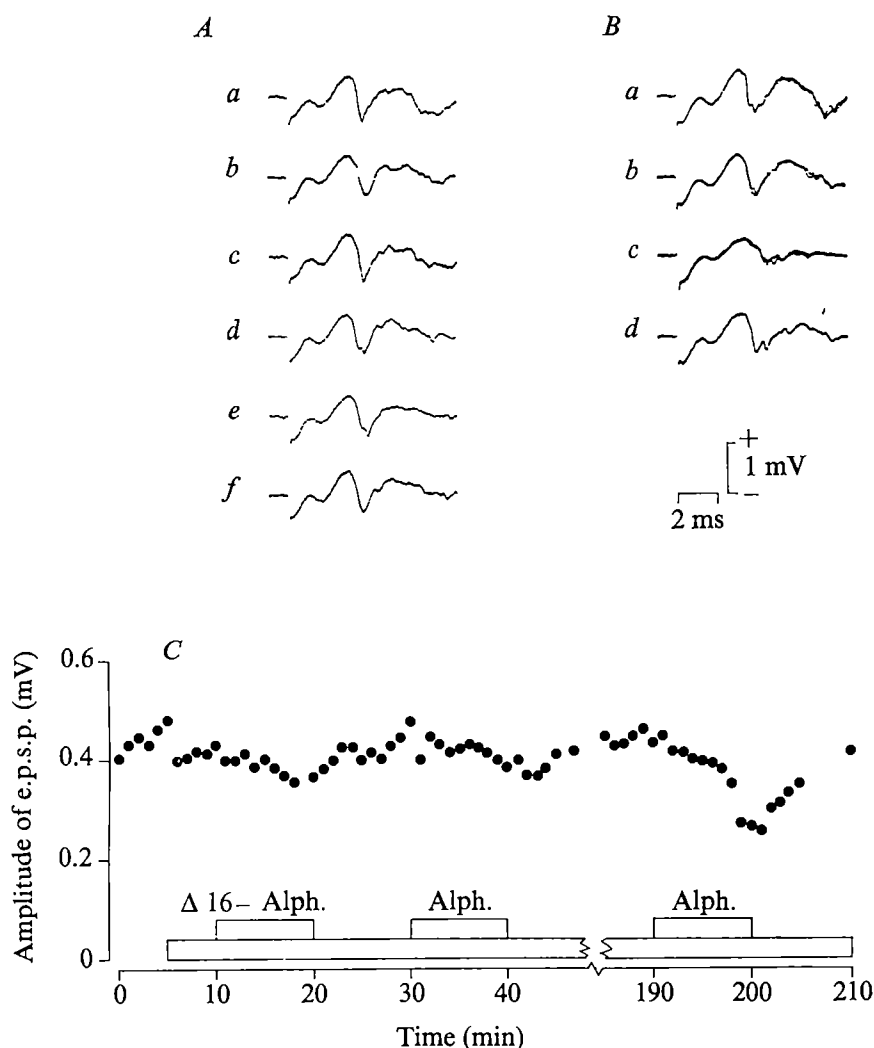 A B
a a
b b
c c
d d
e
f
+
1 mV
−
2 ms
C
Amplitude of e.p.s.p. (mV)
0.6
0.4
0.2
0
Δ 16 – Alph. Alph. Alph.
0 10 20 30 40 190 200 210
Time (min)